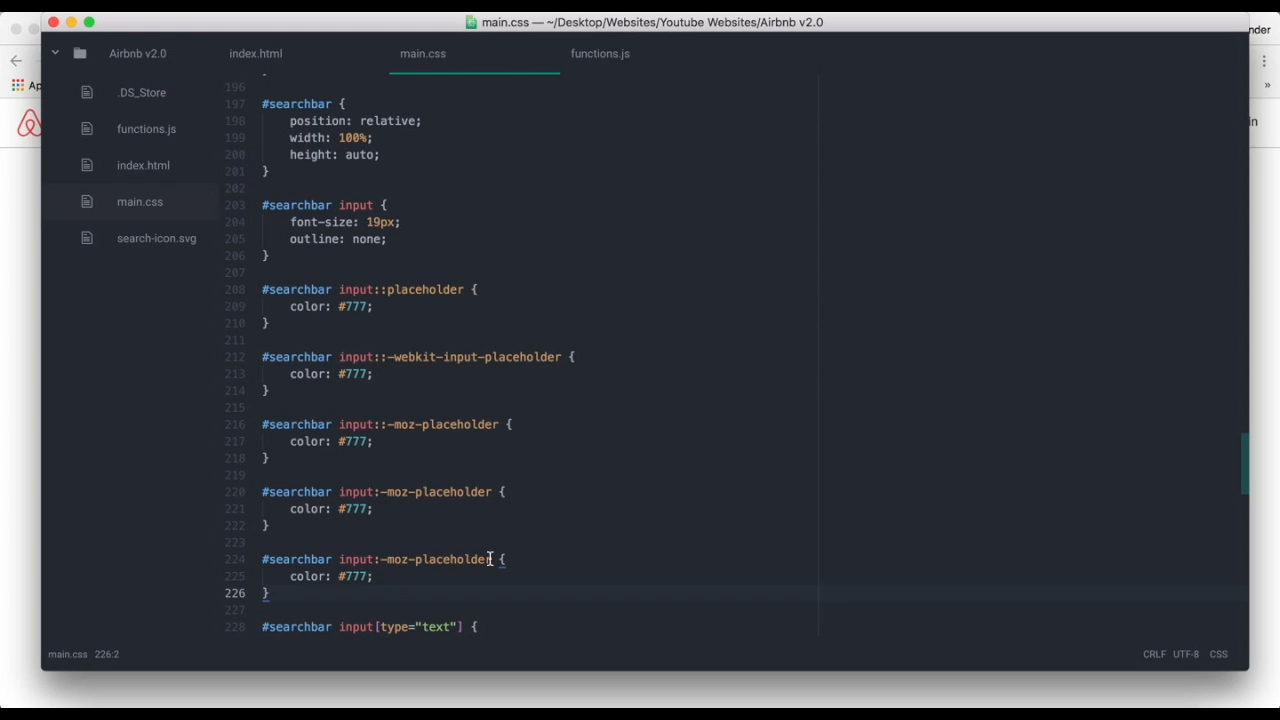 main.css — ~/Desktop/Websites/Youtube Websites/Airbnb v2.0
Airbnb v2.0
index.html
main.css
functions.js
.DS_Store
functions.js
index.html
main.css
search-icon.svg
196 }
197 #searchbar {
198     position: relative;
199     width: 100%;
200     height: auto;
201 }
202
203 #searchbar input {
204     font-size: 19px;
205     outline: none;
206 }
207
208 #searchbar input::placeholder {
209     color: #777;
210 }
211
212 #searchbar input::-webkit-input-placeholder {
213     color: #777;
214 }
215
216 #searchbar input::-moz-placeholder {
217     color: #777;
218 }
219
220 #searchbar input:-moz-placeholder {
221     color: #777;
222 }
223
224 #searchbar input:-moz-placeholder {
225     color: #777;
226 }
227
228 #searchbar input[type="text"] {
main.css 226:2
CRLF UTF-8 CSS